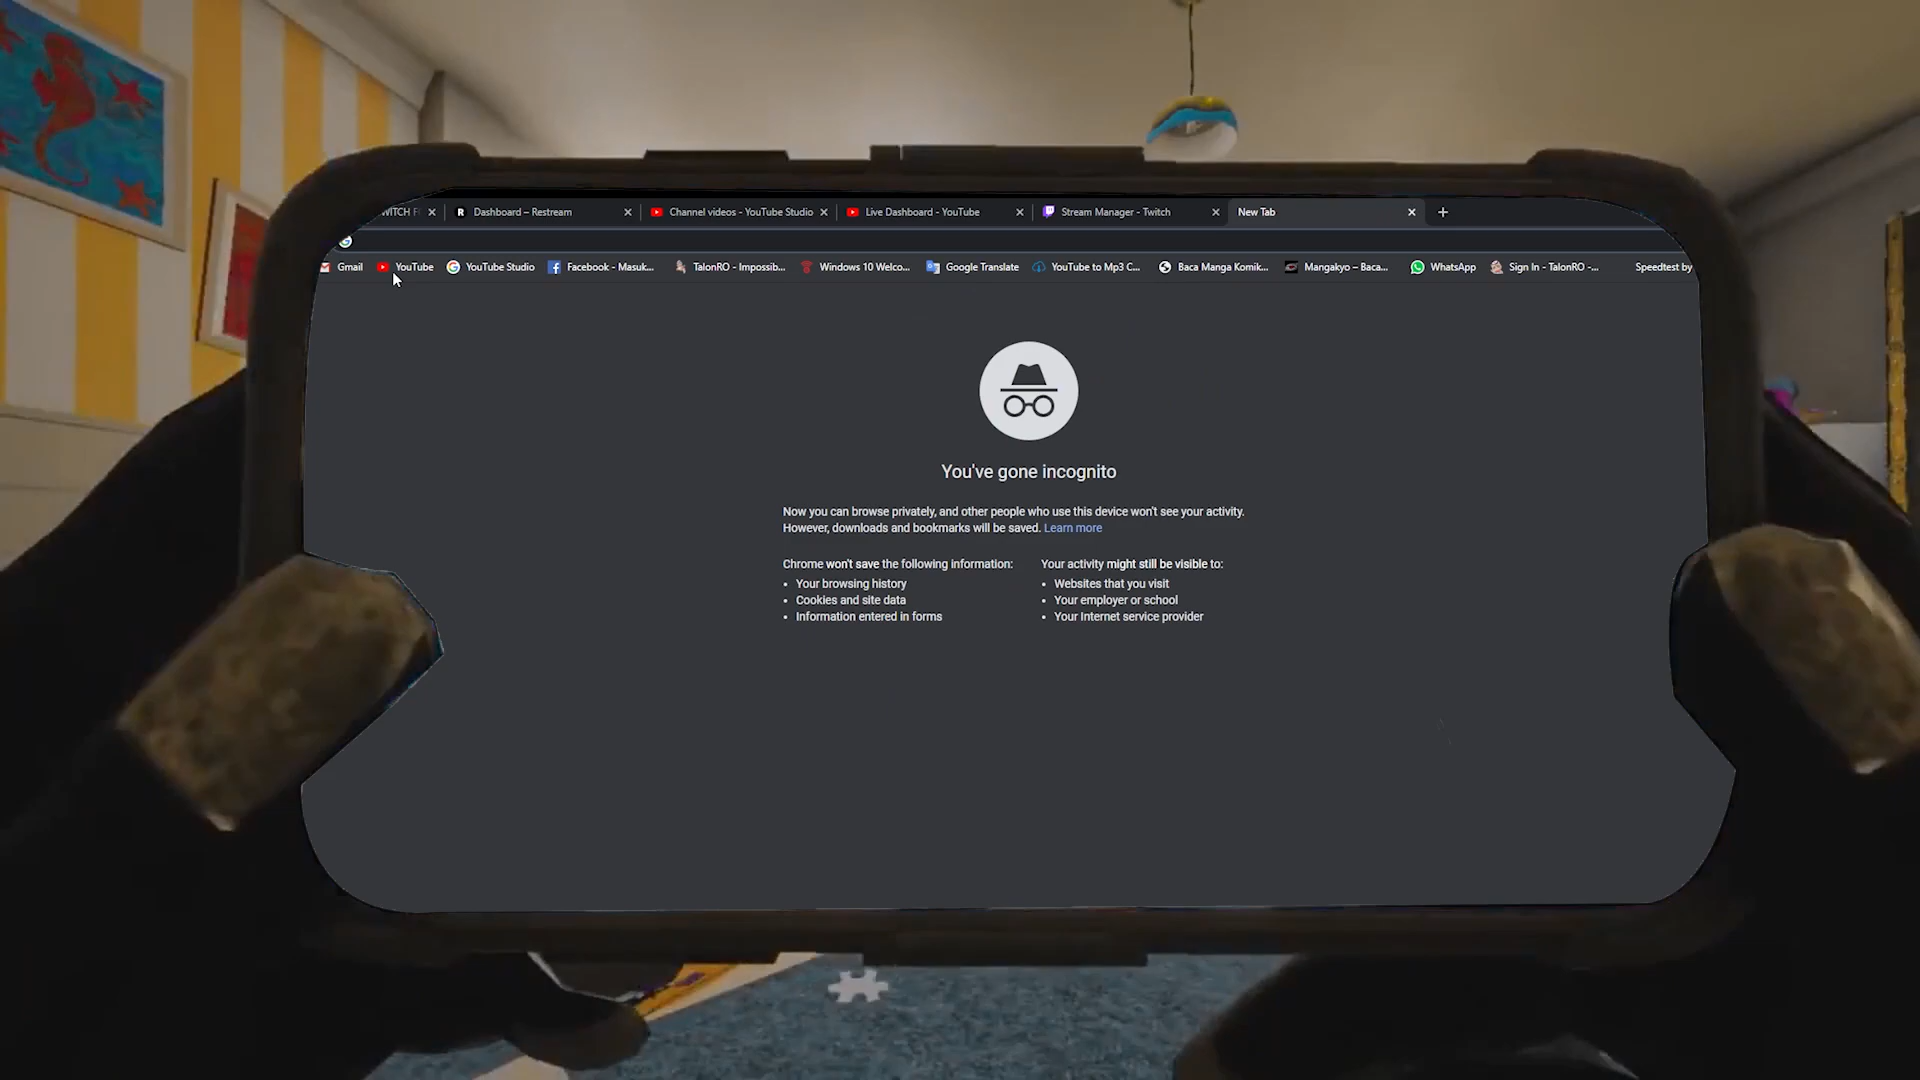 WITCH F Dashboard – Restream Channel videos - YouTube Studio Live Dashboard - YouTube Stream Manager - Twitch New Tab
Gmail YouTube YouTube Studio Facebook - Masuk... TalonRO - Impossib... Windows 10 Welco... Google Translate YouTube to Mp3 C... Baca Manga Komik... Mangakyo – Baca... WhatsApp Sign In - TalonRO -... Speedtest by
You've gone incognito
Now you can browse privately, and other people who use this device won't see your activity.
However, downloads and bookmarks will be saved. Learn more
Chrome won't save the following information:
• Your browsing history
• Cookies and site data
• Information entered in forms
Your activity might still be visible to:
• Websites that you visit
• Your employer or school
• Your Internet service provider